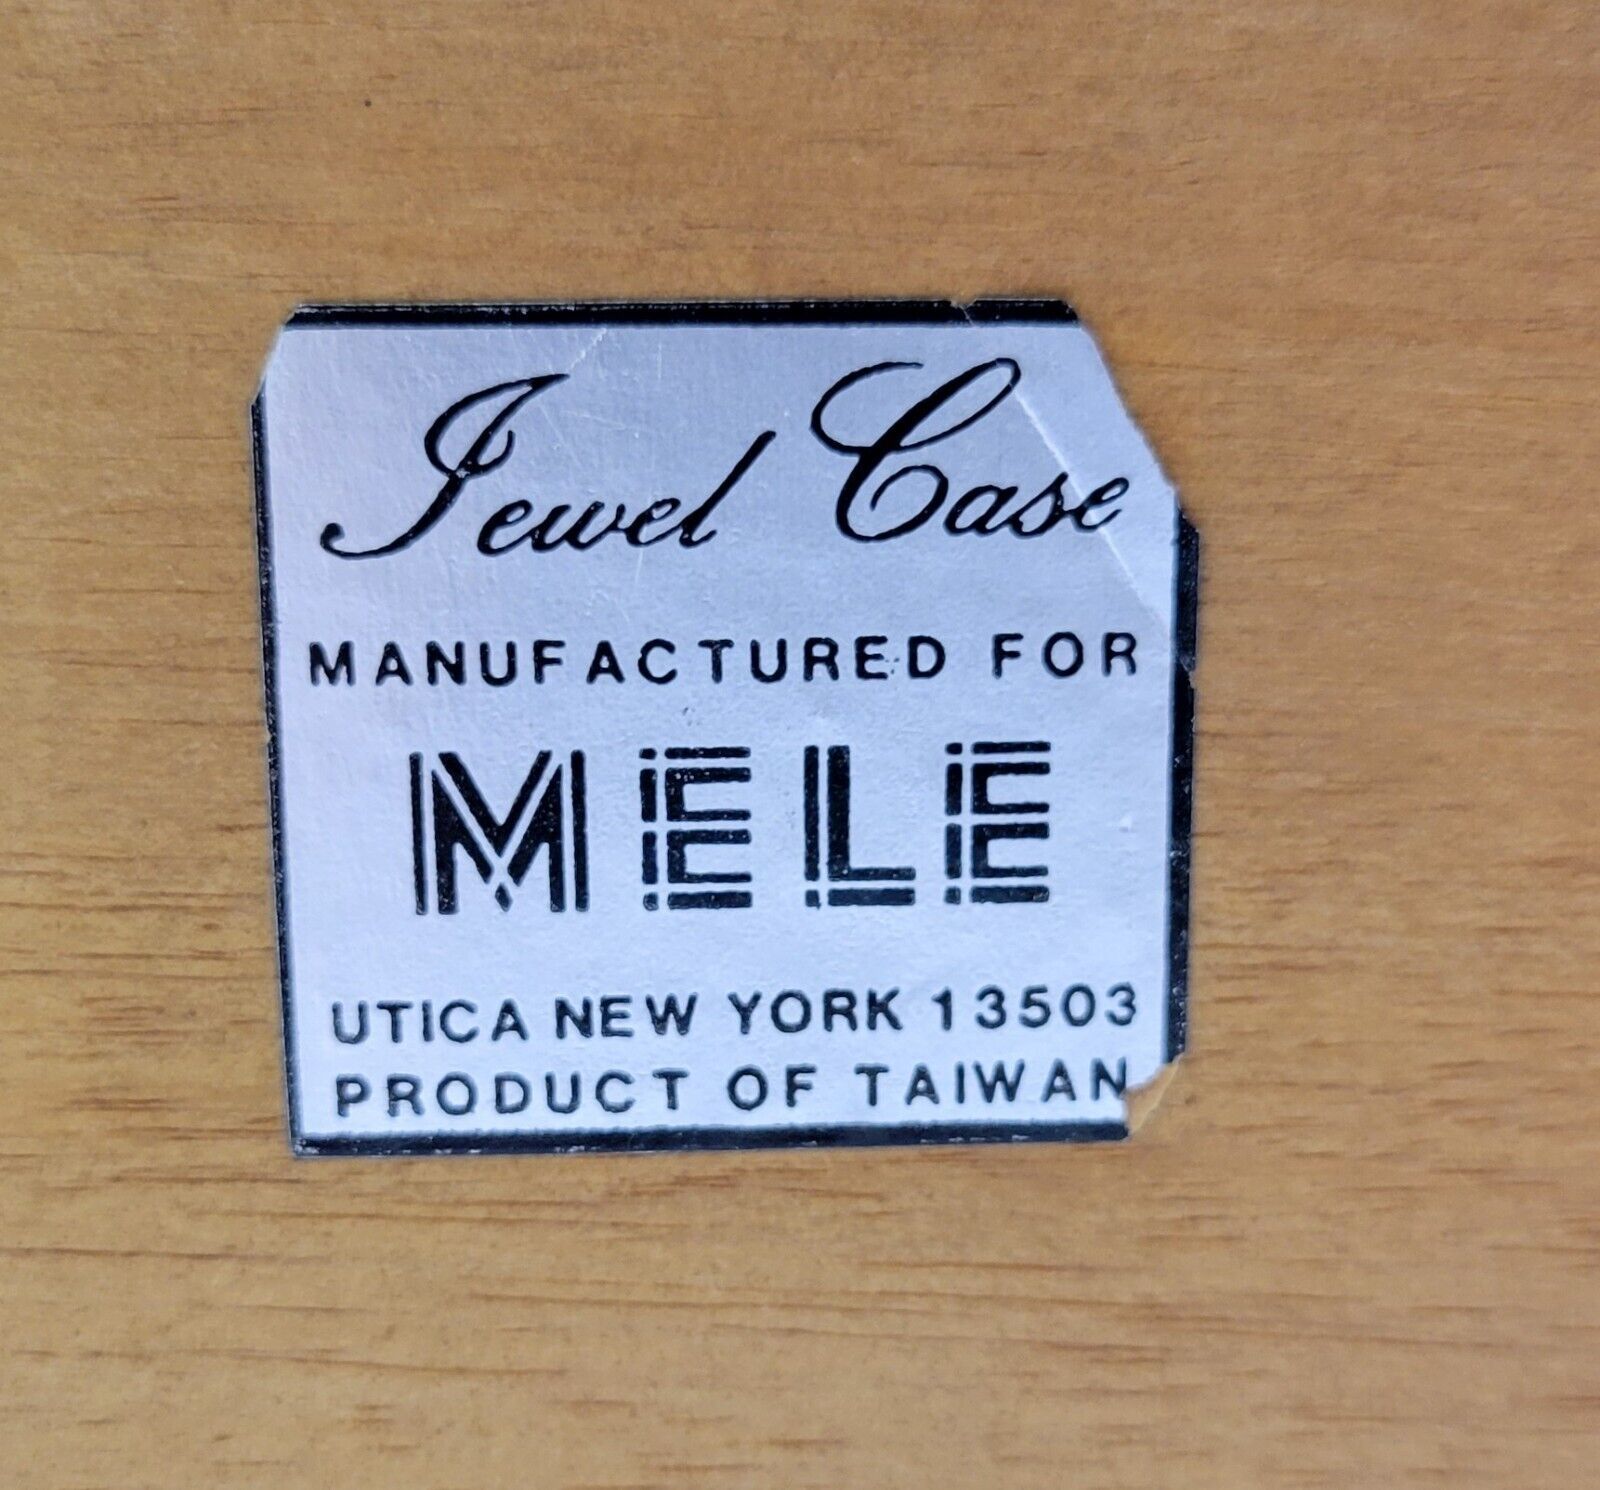 Jewel Case
MANUFACTURED FOR
MELE
UTICA NEW YORK 13503
PRODUCT OF TAIWAN